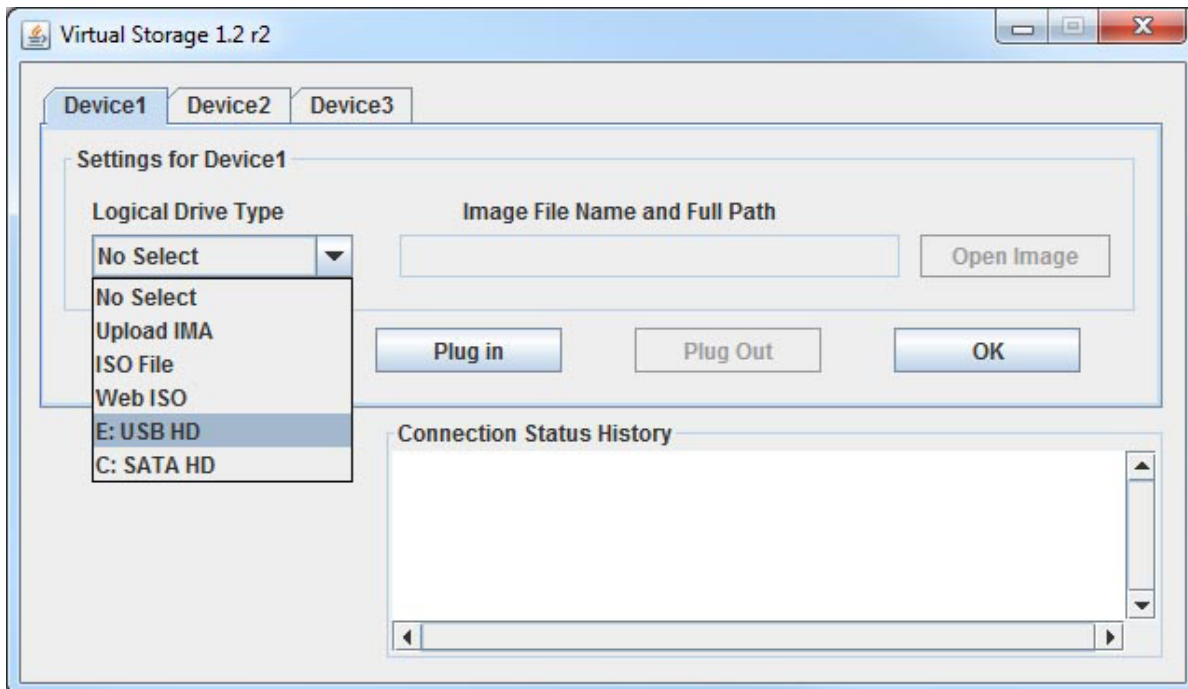 Virtual Storage 1.2 r2
Device1 Device2 Device3
Settings for Device1
Logical Drive Type Image File Name and Full Path
No Select Open Image
No Select
Upload IMA
ISO File
Web ISO
E: USB HD
C: SATA HD
Plug in Plug Out OK
Connection Status History